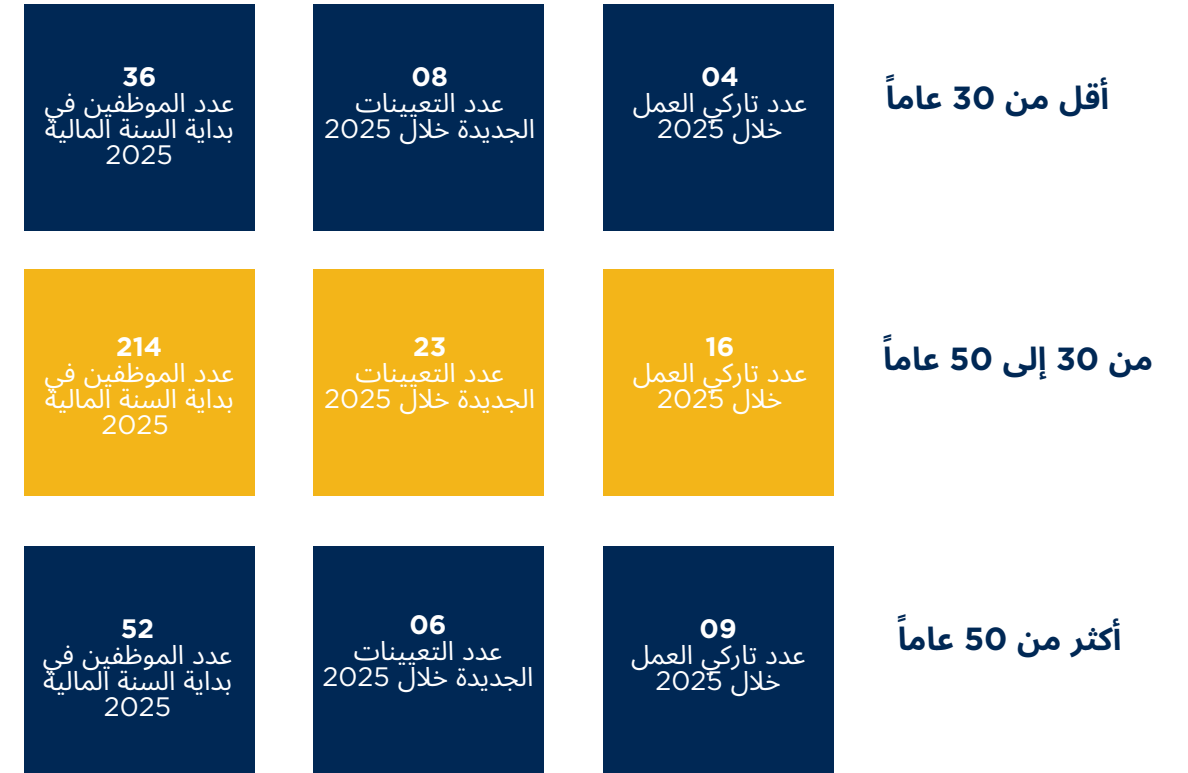 أقل من 30 عاماً
04
عدد تاركي العمل
خلال 2025
08
عدد التعيينات
الجديدة خلال 2025
36
عدد الموظفين في
بداية السنة المالية
2025
من 30 إلى 50 عاماً
16
عدد تاركي العمل
خلال 2025
23
عدد التعيينات
الجديدة خلال 2025
214
عدد الموظفين في
بداية السنة المالية
2025
أكثر من 50 عاماً
09
عدد تاركي العمل
خلال 2025
06
عدد التعيينات
الجديدة خلال 2025
52
عدد الموظفين في
بداية السنة المالية
2025